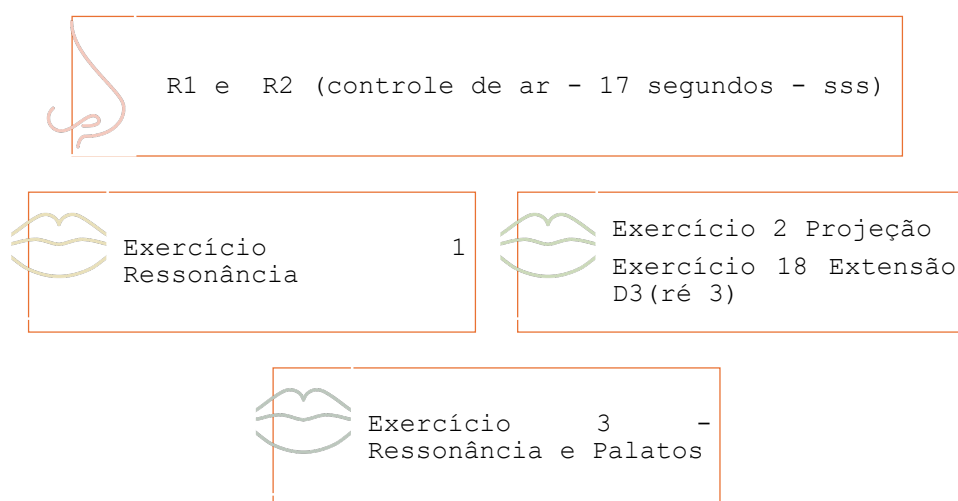 R1 e R2 (controle de ar - 17 segundos - sss)
Exercício 1
Ressonância
Exercício 2 Projeção
Exercício 18 Extensão
D3(ré 3)
Exercício 3 -
Ressonância e Palatos